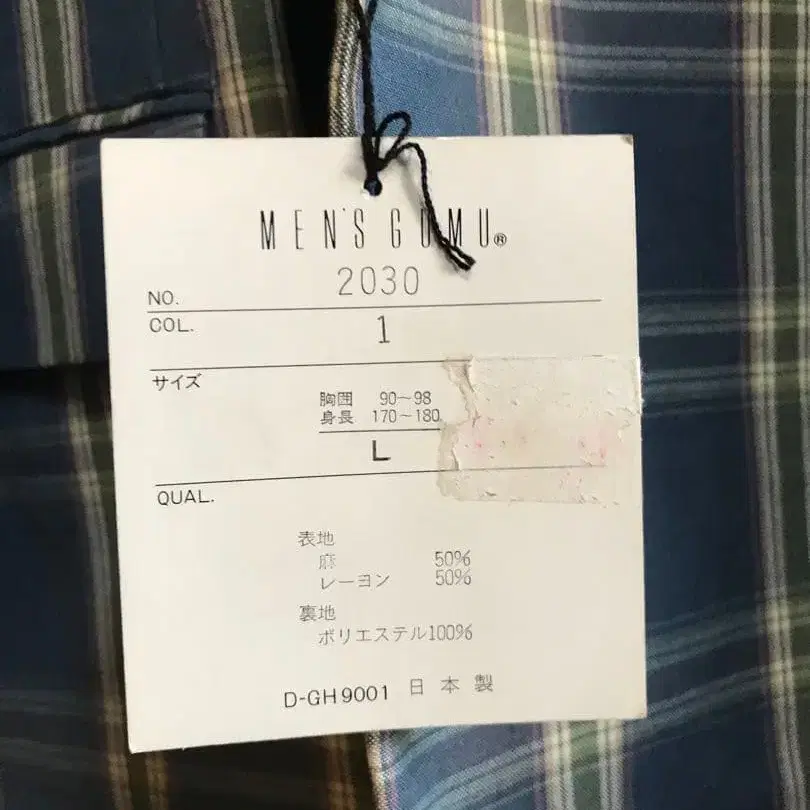 MEN'S GOMU®
NO. 2030
COL. 1
サイズ
胸囲 90～98
身長 170～180
L
QUAL.
表地
麻 50%
レーヨン 50%
裏地
ポリエステル100%
D-GH9001 日本製